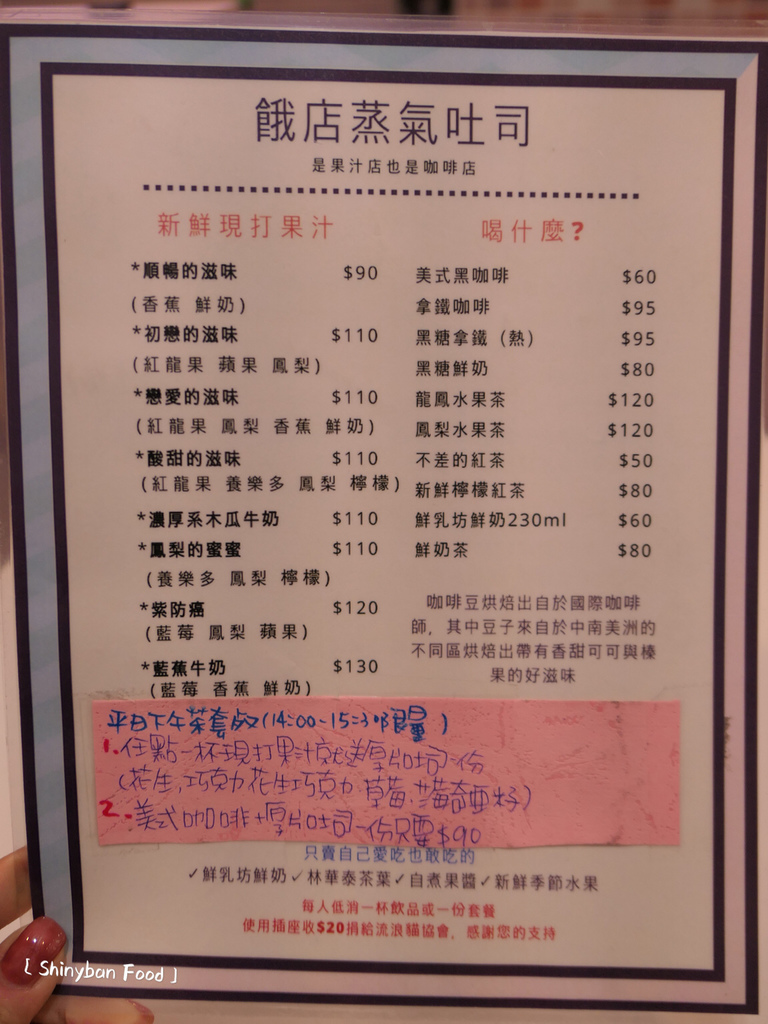 餓店蒸氣吐司
是果汁店也是咖啡店
新鮮現打果汁
*順暢的滋味 $90
(香蕉 鮮奶)
*初戀的滋味 $110
(紅龍果 蘋果 鳳梨)
*戀愛的滋味 $110
(紅龍果 鳳梨 香蕉 鮮奶)
*酸甜的滋味 $110
(紅龍果 養樂多 鳳梨 檸檬)
*濃厚系木瓜牛奶 $110
*鳳梨的蜜蜜 $110
(養樂多 鳳梨 檸檬)
*紫防癌 $120
(藍莓 鳳梨 蘋果)
*藍蕉牛奶 $130
(藍莓 香蕉 鮮奶)
喝什麼?
美式黑咖啡 $60
拿鐵咖啡 $95
黑糖拿鐵 (熱) $95
黑糖鮮奶 $80
龍鳳水果茶 $120
鳳梨水果茶 $120
不差的紅茶 $50
新鮮檸檬紅茶 $80
鮮乳坊鮮奶230ml $60
鮮奶茶 $80
咖啡豆烘焙出自於國際咖啡
師, 其中豆子來自於中南美洲的
不同區烘焙出帶有香甜可可與榛
果的好滋味
平日下午茶套餐(14:00-15:30限量)
1.任點一杯現打果汁就送厚片吐司一份
(花生,巧克力,花生巧克力,草莓,藍莓奇亞籽)
2.美式咖啡+厚片吐司一份只要$90
只賣自己愛吃也敢吃的
✓鮮乳坊鮮奶✓林華泰茶葉✓自煮果醬✓新鮮季節水果
每人低消一杯飲品或一份套餐
使用插座收$20捐給流浪貓協會, 感謝您的支持
[ Shinyban Food ]